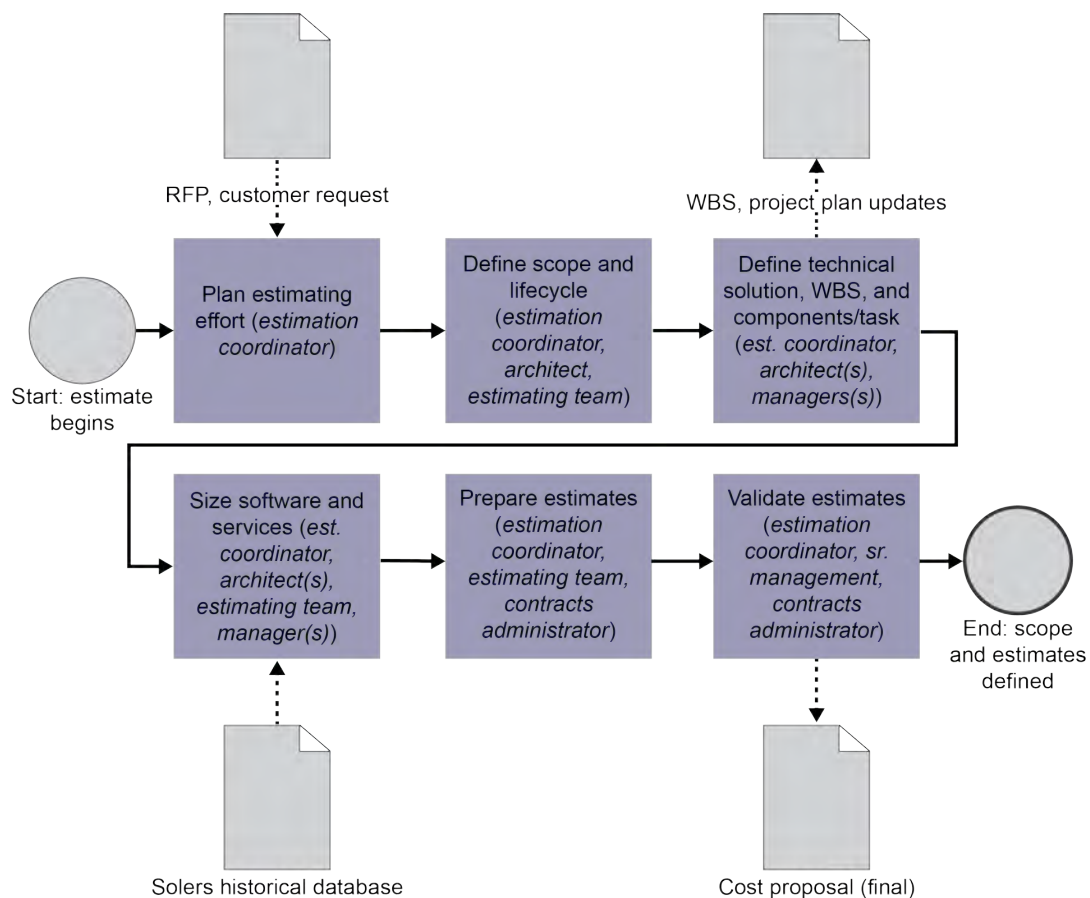 RFP, customer request
WBS, project plan updates
Start: estimate
begins
Plan estimating
effort (estimation
coordinator)
Define scope and
lifecycle
(estimation
coordinator,
architect,
estimating team)
Define technical
solution, WBS, and
components/task
(est. coordinator,
architect(s),
managers(s))
Size software and
services (est.
coordinator,
architect(s),
estimating team,
manager(s))
Prepare estimates
(estimation
coordinator,
estimating team,
contracts
administrator)
Validate estimates
(estimation
coordinator, sr.
management,
contracts
administrator)
End: scope
and estimates
defined
Solers historical database
Cost proposal (final)